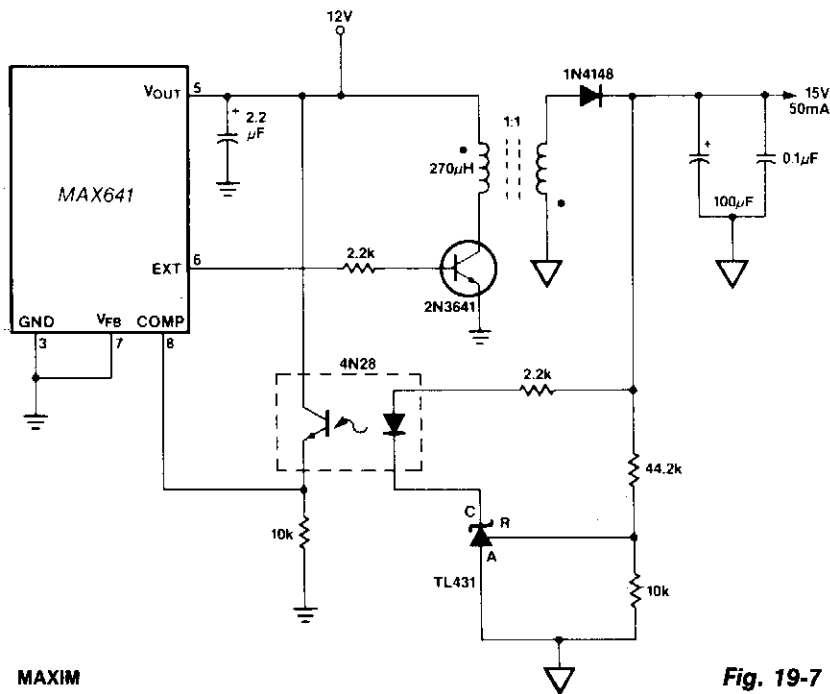 12V
VOUT 5
+ 2.2 μF
1N4148
15V
50mA
1:1
270μH
+
100μF
0.1μF
MAX641
EXT 6
2.2k
2N3641
GND VFB COMP
3 7 8
4N28
2.2k
44.2k
10k
C R
A
TL431
10k
MAXIM
Fig. 19-7